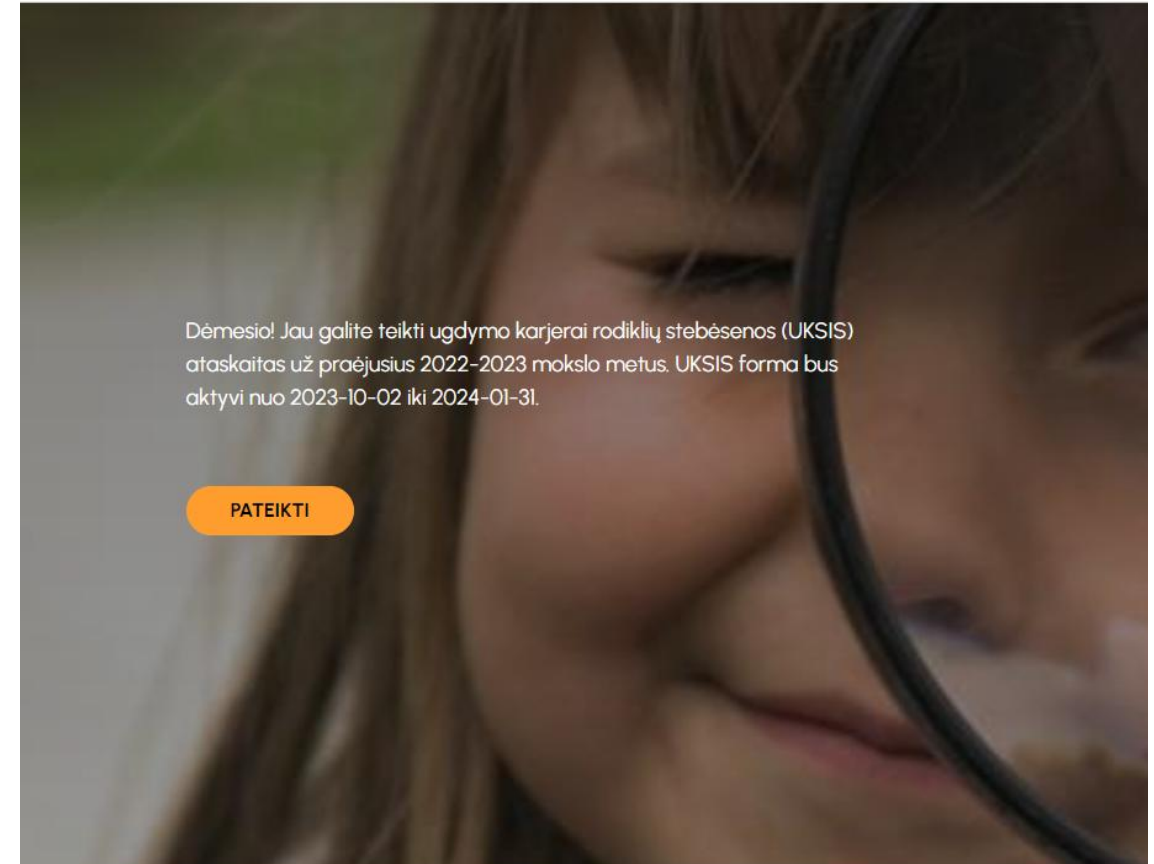 Dėmesio! Jau galite teikti ugdymo karjerai rodiklių stebėsenos (UKSIS)
ataskaitas už praėjusius 2022-2023 mokslo metus. UKSIS forma bus
aktyvi nuo 2023-10-02 iki 2024-01-31.
PATEIKTI